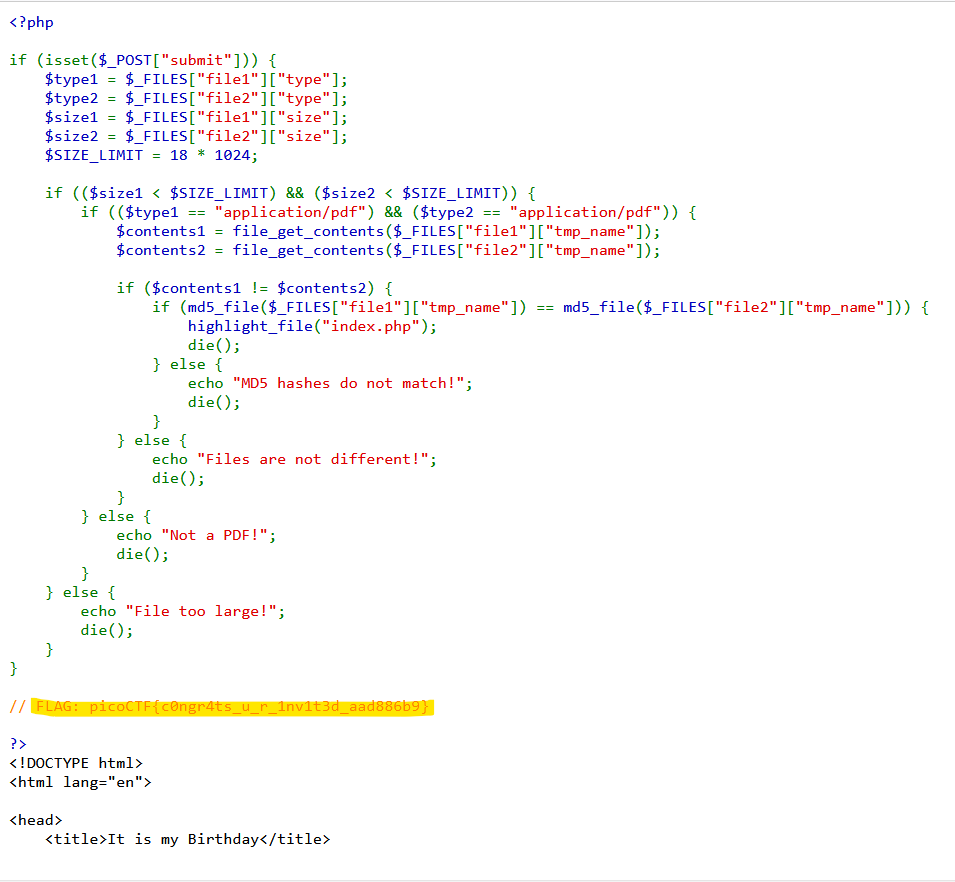 <?php
if (isset($_POST["submit"])) {
$type1 = $_FILES["file1"]["type"];
$type2 = $_FILES["file2"]["type"];
$size1 = $_FILES["file1"]["size"];
$size2 = $_FILES["file2"]["size"];
$SIZE_LIMIT = 18 * 1024;
if (($size1 < $SIZE_LIMIT) && ($size2 < $SIZE_LIMIT)) {
if (($type1 == "application/pdf") && ($type2 == "application/pdf")) {
$contents1 = file_get_contents($_FILES["file1"]["tmp_name"]);
$contents2 = file_get_contents($_FILES["file2"]["tmp_name"]);
if ($contents1 != $contents2) {
if (md5_file($_FILES["file1"]["tmp_name"]) == md5_file($_FILES["file2"]["tmp_name"])) {
highlight_file("index.php");
die();
} else {
echo "MD5 hashes do not match!";
die();
}
} else {
echo "Files are not different!";
die();
}
} else {
echo "Not a PDF!";
die();
}
} else {
echo "File too large!";
die();
}
}
// FLAG: picoCTF{c0ngr4ts_u_r_1nv1t3d_aad886b9}
?>
<!DOCTYPE html>
<html lang="en">
<head>
<title>It is my Birthday</title>